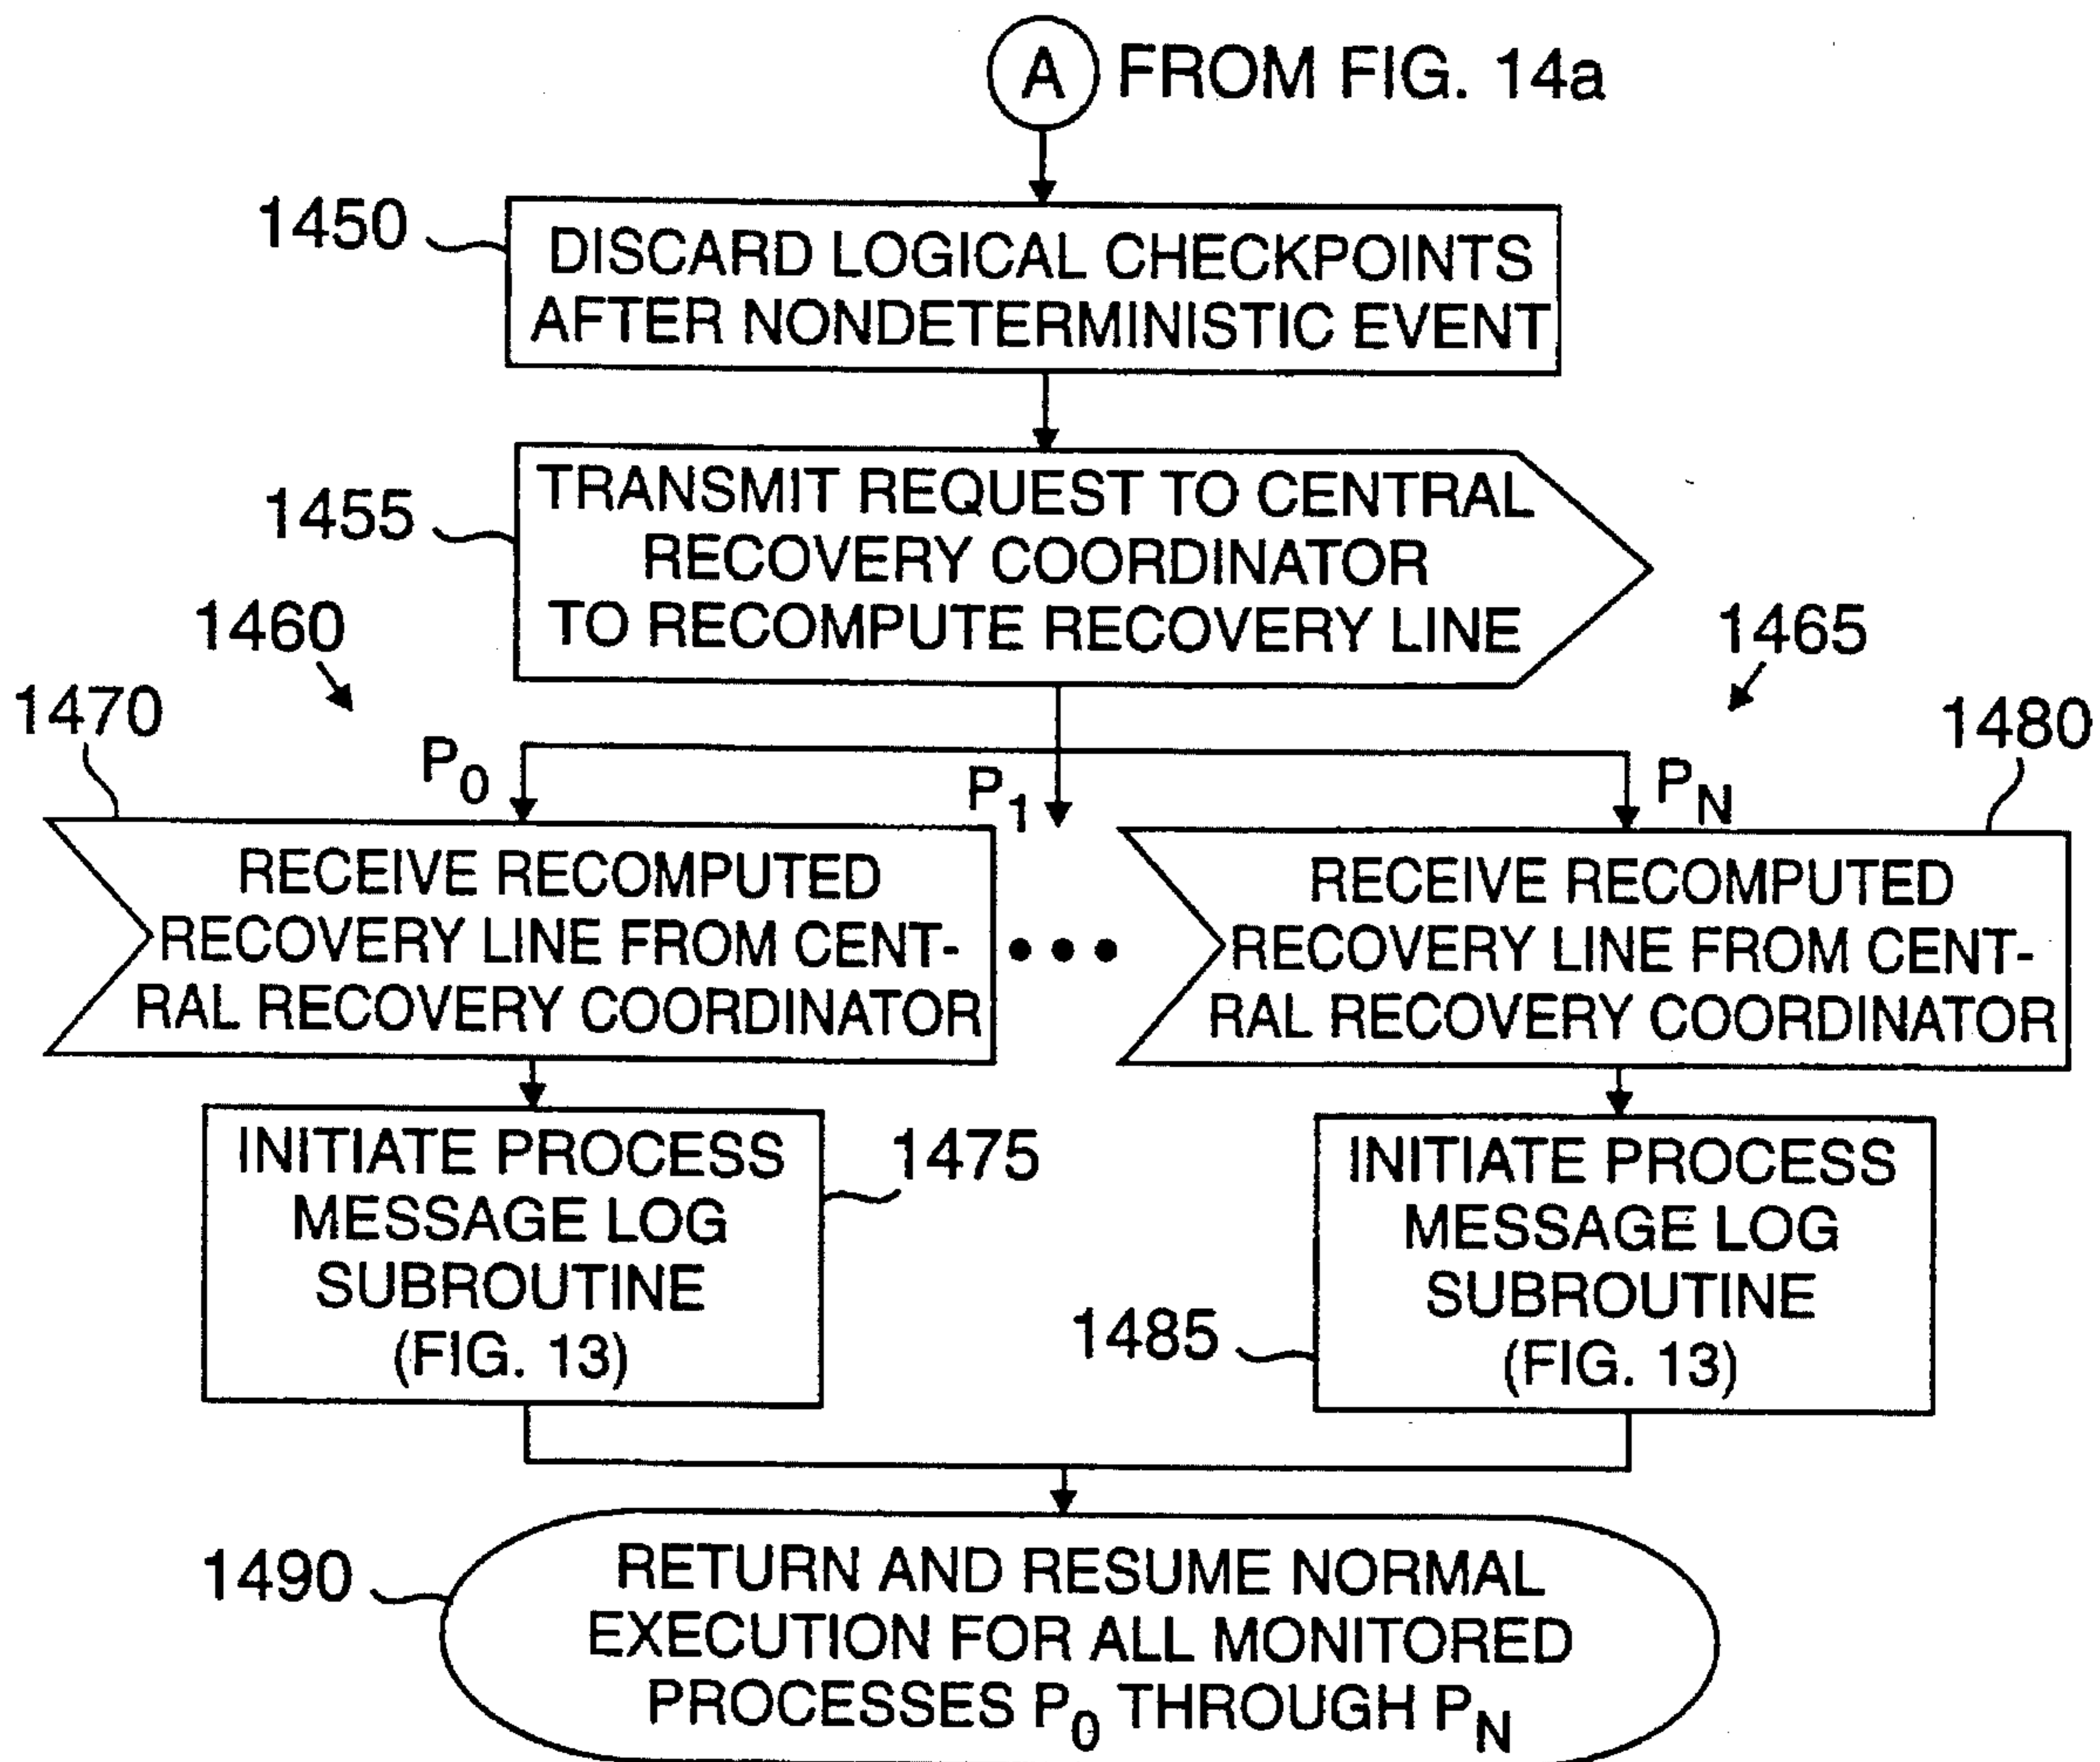 A FROM FIG. 14a
1450
DISCARD LOGICAL CHECKPOINTS
AFTER NONDETERMINISTIC EVENT
1455
TRANSMIT REQUEST TO CENTRAL
RECOVERY COORDINATOR
TO RECOMPUTE RECOVERY LINE
1460
1465
1470
1480
P0
P1
PN
RECEIVE RECOMPUTED
RECOVERY LINE FROM CENT-
RAL RECOVERY COORDINATOR
•••
RECEIVE RECOMPUTED
RECOVERY LINE FROM CENT-
RAL RECOVERY COORDINATOR
INITIATE PROCESS
MESSAGE LOG
SUBROUTINE
(FIG. 13)
1475
INITIATE PROCESS
MESSAGE LOG
SUBROUTINE
(FIG. 13)
1485
1490
RETURN AND RESUME NORMAL
EXECUTION FOR ALL MONITORED
PROCESSES P0 THROUGH PN